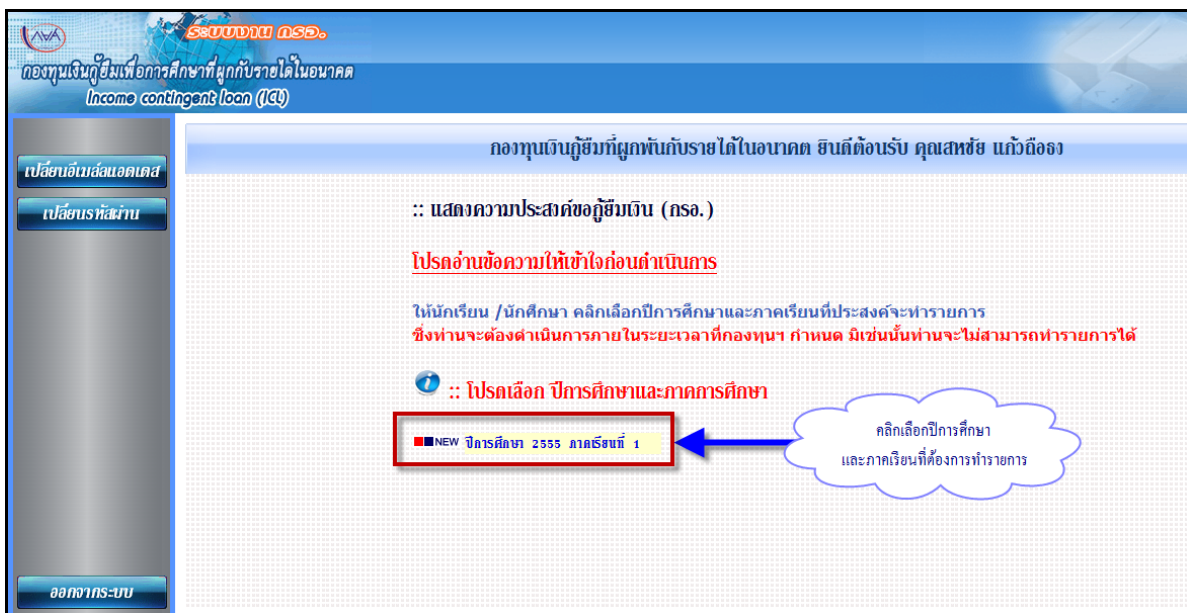 ระบบงาน กรอ.
กองทุนเงินกู้ยืมเพื่อการศึกษาที่ผูกกับรายได้ในอนาคต
Income contingent loan (ICL)
กองทุนเงินกู้ยืมที่ผูกพันกับรายได้ในอนาคต ยินดีต้อนรับ คุณสหชัย แก้วถือธง
เปลี่ยนอีเมล์แอดเดส
เปลี่ยนรหัสผ่าน
:: แสดงความประสงค์ขอกู้ยืมเงิน (กรอ.)
โปรดอ่านข้อความให้เข้าใจก่อนดำเนินการ
ให้นักเรียน /นักศึกษา คลิกเลือกปีการศึกษาและภาคเรียนที่ประสงค์จะทำรายการ
ซึ่งท่านจะต้องดำเนินการภายในระยะเวลาที่กองทุนฯ กำหนด มิเช่นนั้นท่านจะไม่สามารถทำรายการได้
:: โปรดเลือก ปีการศึกษาและภาคการศึกษา
NEW ปีการศึกษา 2555 ภาคเรียนที่ 1
คลิกเลือกปีการศึกษา
และภาคเรียนที่ต้องการทำรายการ
ออกจากระบบ